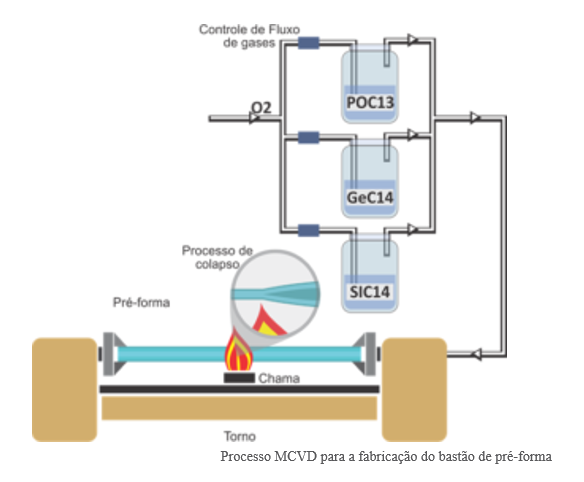 Controle de Fluxo
de gases
O2
POC13
GeC14
SIC14
Processo de
colapso
Pré-forma
Chama
Torno
Processo MCVD para a fabricação do bastão de pré-forma